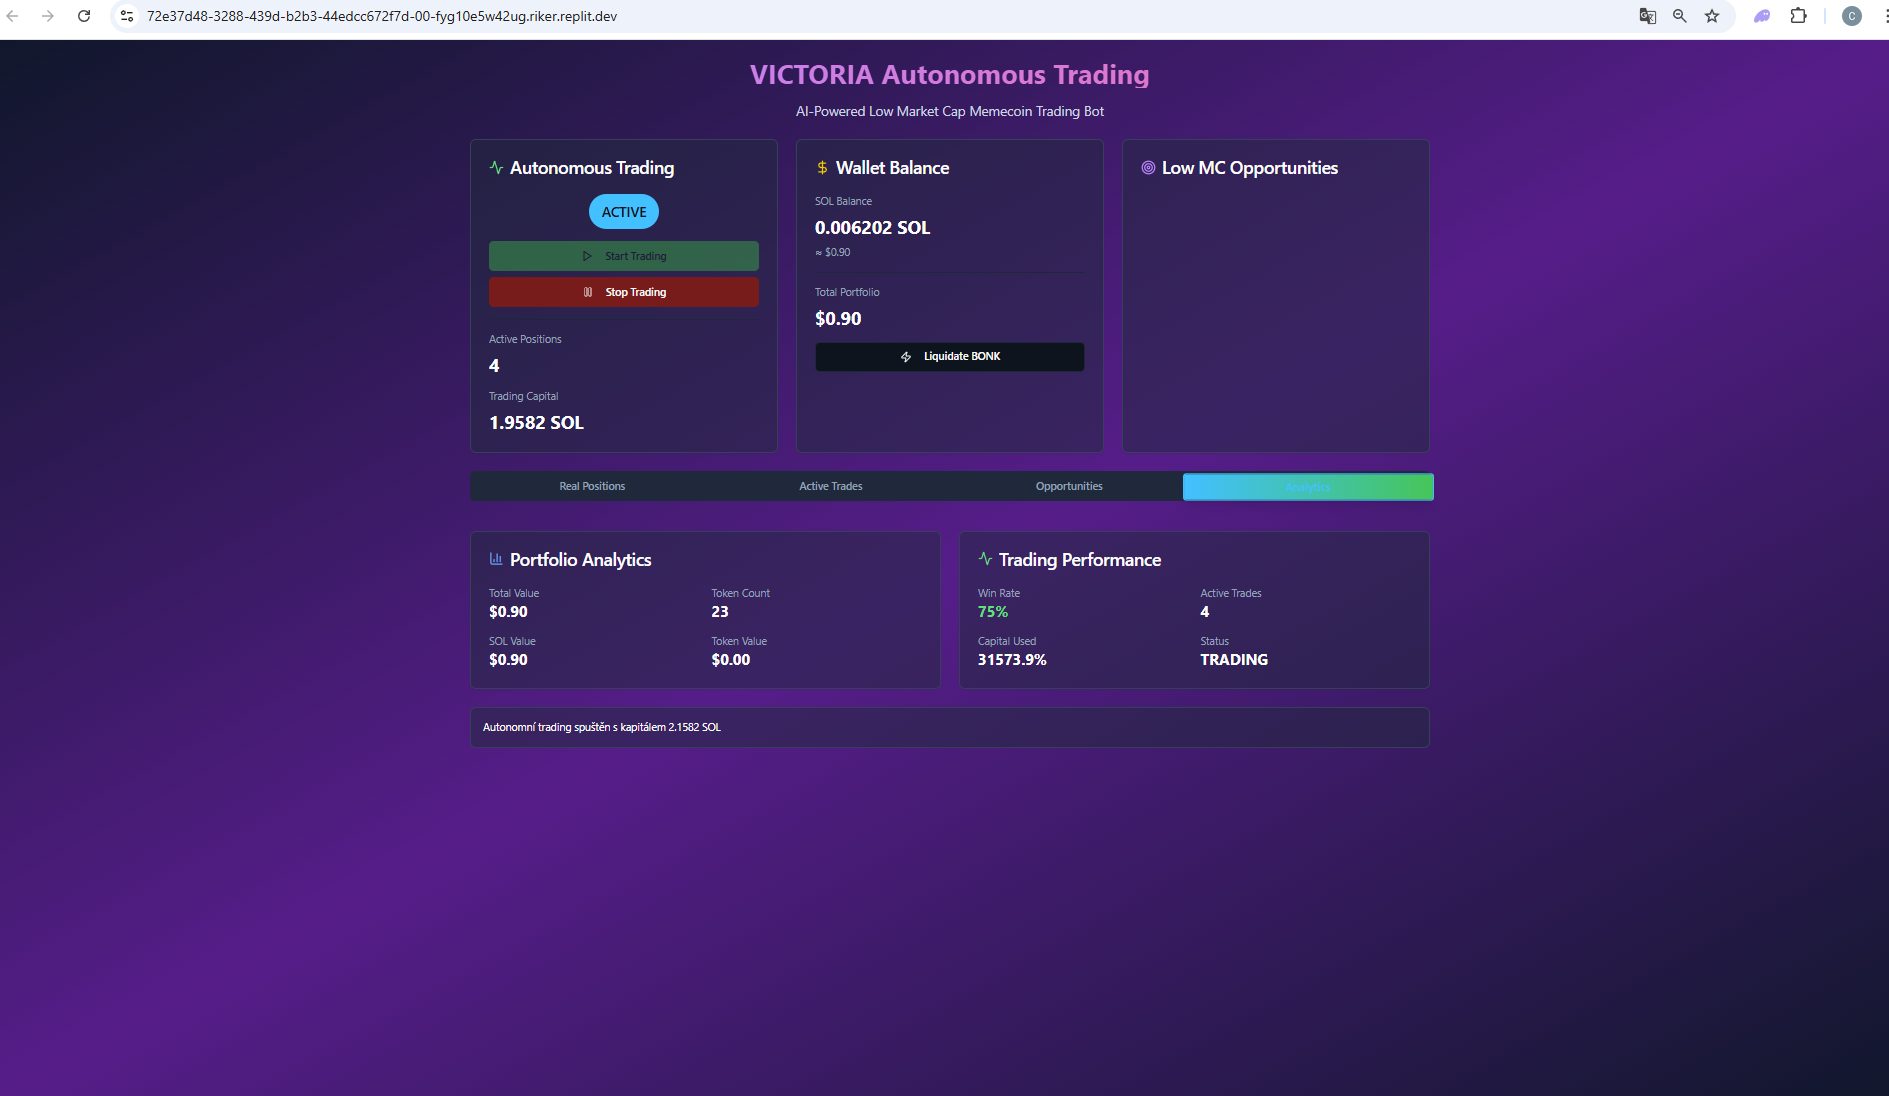 72e37d48-3288-439d-b2b3-44edcc672f7d-00-fyg10e5w42ug.riker.replit.dev
C
VICTORIA Autonomous Trading
AI-Powered Low Market Cap Memecoin Trading Bot
Autonomous Trading
ACTIVE
Start Trading
Stop Trading
Active Positions
4
Trading Capital
1.9582 SOL
Wallet Balance
SOL Balance
0.006202 SOL
≈ $0.90
Total Portfolio
$0.90
Liquidate BONK
Low MC Opportunities
Real Positions
Active Trades
Opportunities
Analytics
Portfolio Analytics
Total Value
$0.90
Token Count
23
SOL Value
$0.90
Token Value
$0.00
Trading Performance
Win Rate
75%
Active Trades
4
Capital Used
31573.9%
Status
TRADING
Autonomní trading spuštěn s kapitálem 2.1582 SOL